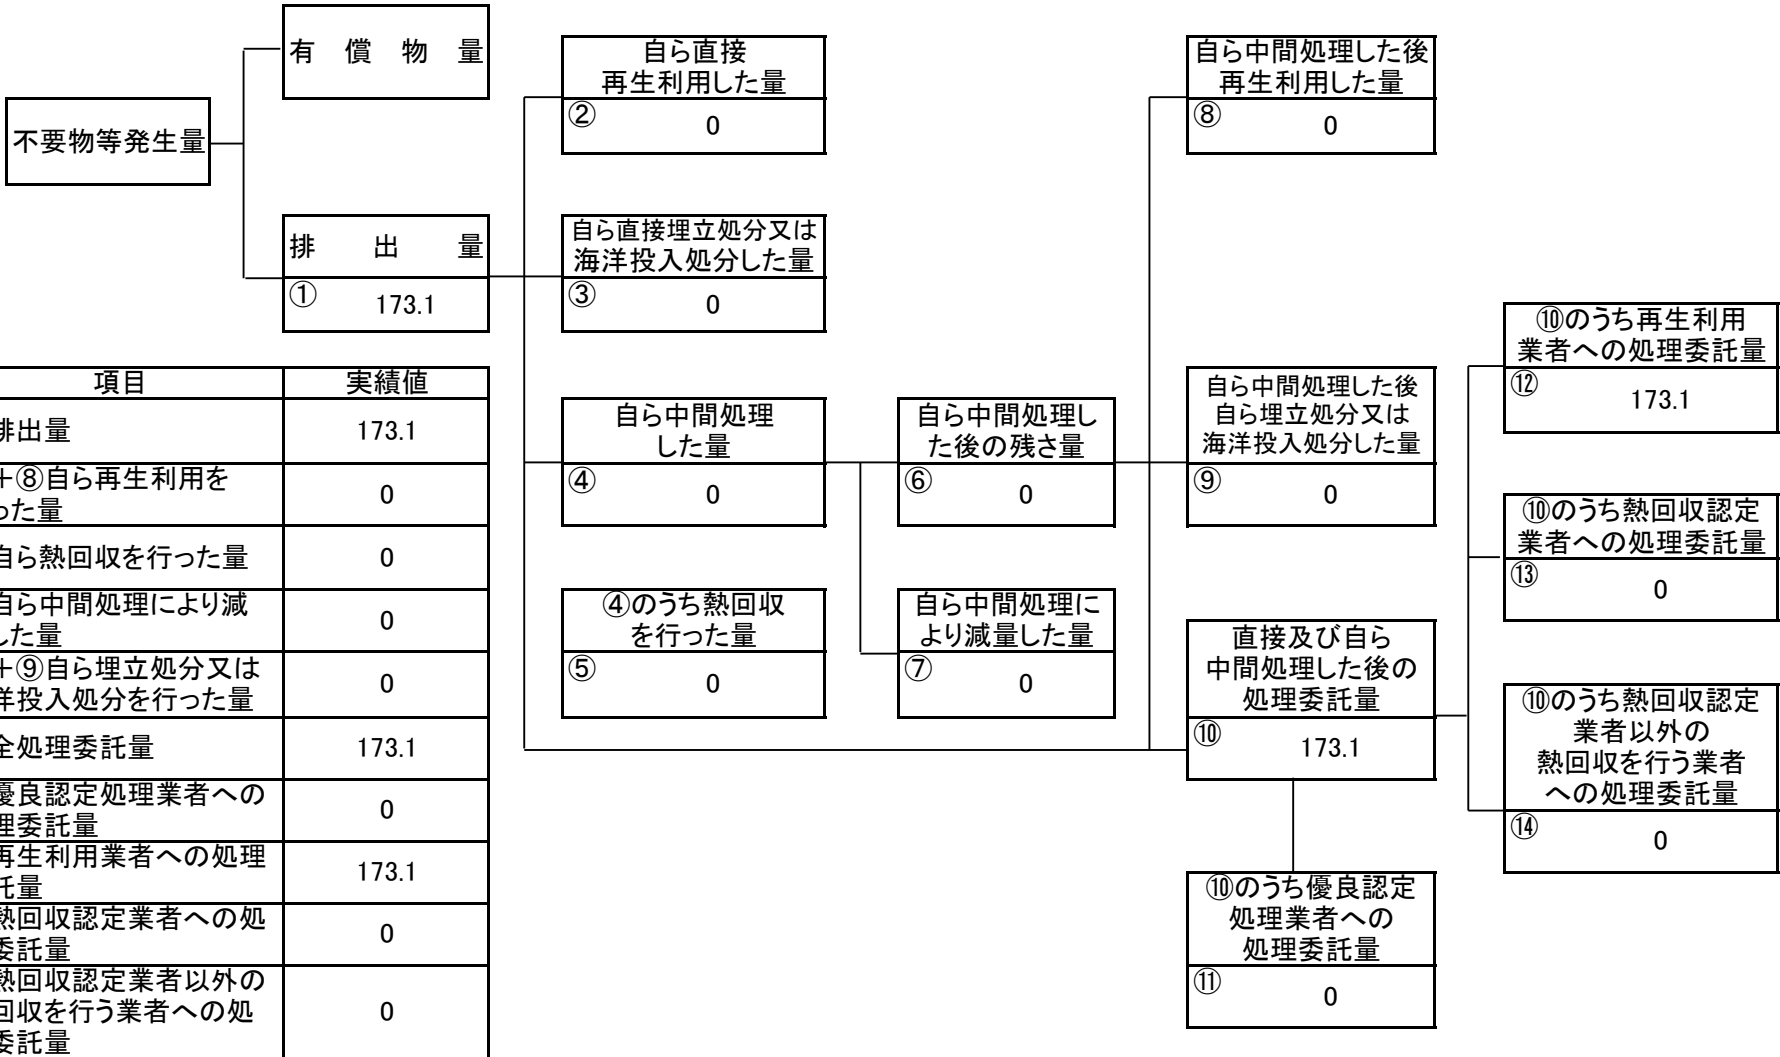 有償物量
不要物等発生量
排出量
①
173.1
自ら直接
再生利用した量
②
0
自ら直接埋立処分又は
海洋投入処分した量
③
0
自ら中間処理
した量
④
0
④のうち熱回収
を行った量
⑤
0
自ら中間処理し
た後の残さ量
⑥
0
自ら中間処理に
より減量した量
⑦
0
自ら中間処理した後
再生利用した量
⑧
0
自ら中間処理した後
自ら埋立処分又は
海洋投入処分した量
⑨
0
直接及び自ら
中間処理した後の
処理委託量
⑩
173.1
⑩のうち優良認定
処理業者への
処理委託量
⑪
0
⑩のうち再生利用
業者への処理委託量
⑫
173.1
⑩のうち熱回収認定
業者への処理委託量
⑬
0
⑩のうち熱回収認定
業者以外の
熱回収を行う業者
への処理委託量
⑭
0
項目
実績値
排出量
173.1
+⑧自ら再生利用を
った量
0
自ら熱回収を行った量
0
自ら中間処理により減
した量
0
+⑨自ら埋立処分又は
洋投入処分を行った量
0
全処理委託量
173.1
優良認定処理業者への
理委託量
0
再生利用業者への処理
託量
173.1
熱回収認定業者への処
委託量
0
熱回収認定業者以外の
回収を行う業者への処
委託量
0